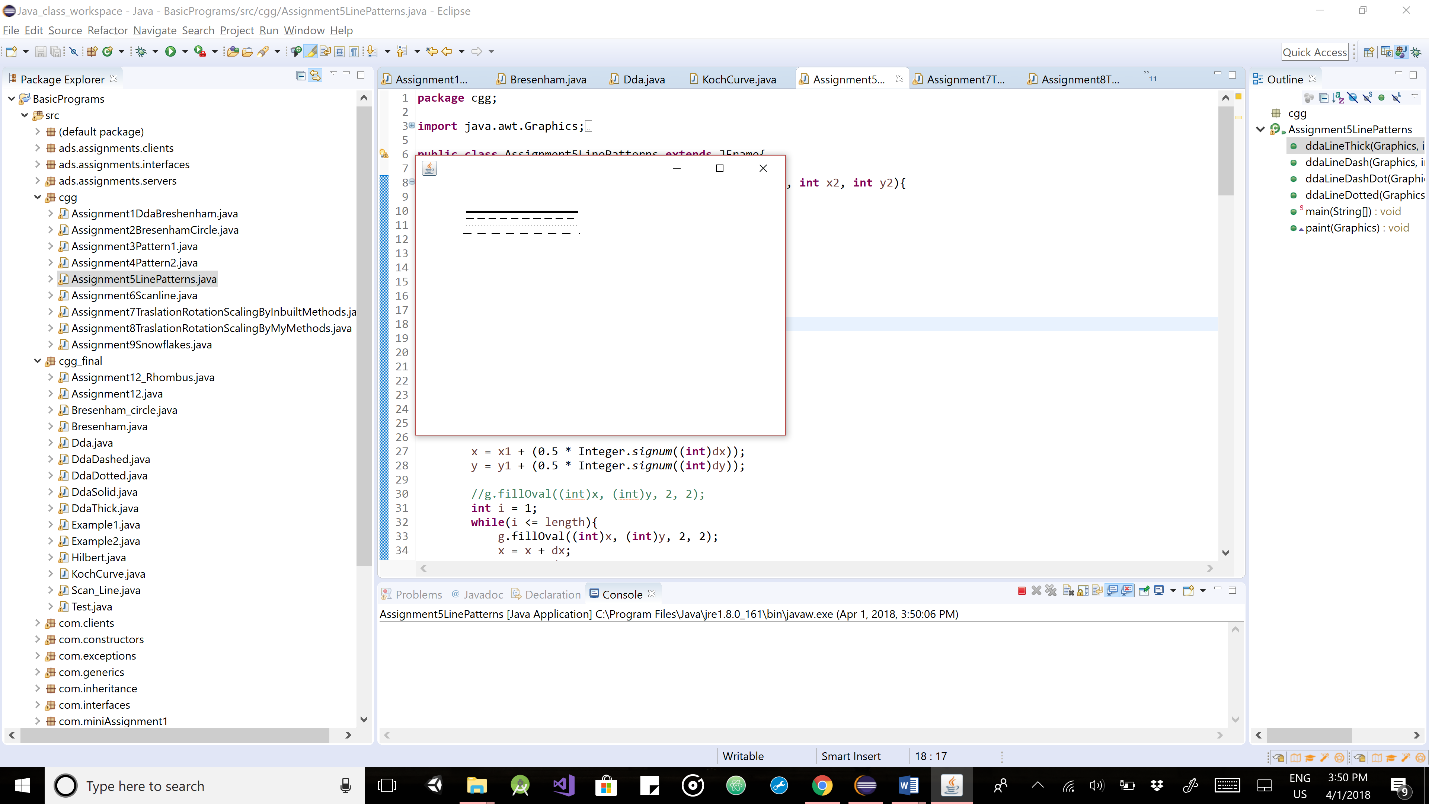 Java_class_workspace - Java - BasicPrograms/src/cgg/Assignment5LinePatterns.java - Eclipse
File Edit Source Refactor Navigate Search Project Run Window Help
Quick Access
Package Explorer
BasicPrograms
src
(default package)
ads.assignments.clients
ads.assignments.interfaces
ads.assignments.servers
cgg
Assignment1DdaBreshenham.java
Assignment2BresenhamCircle.java
Assignment3Pattern1.java
Assignment4Pattern2.java
Assignment5LinePatterns.java
Assignment6Scanline.java
Assignment7TraslationRotationScalingByInbuiltMethods.ja
Assignment8TraslationRotationScalingByMyMethods.java
Assignment9Snowflakes.java
cgg_final
Assignment12_Rhombus.java
Assignment12.java
Bresenham_circle.java
Bresenham.java
Dda.java
DdaDashed.java
DdaDotted.java
DdaSolid.java
DdaThick.java
Example1.java
Example2.java
Hilbert.java
KochCurve.java
Scan_Line.java
Test.java
com.clients
com.constructors
com.exceptions
com.generics
com.inheritance
com.interfaces
com.miniAssignment1
Assignment1... Bresenham.java Dda.java KochCurve.java Assignment5... Assignment7T... Assignment8T... 11
1 package cgg;
2
3 import java.awt.Graphics;
5
6 public class Assignment5LinePatterns extends JFrame{
7
8 , int x2, int y2){
9
10
11
12
13
14
15
16
17
18
19
20
21
22
23
24
25
26
27 x = x1 + (0.5 * Integer.signum((int)dx));
28 y = y1 + (0.5 * Integer.signum((int)dy));
29
30 //g.fillOval((int)x, (int)y, 2, 2);
31 int i = 1;
32 while(i <= length){
33 g.fillOval((int)x, (int)y, 2, 2);
34 x = x + dx;
Outline
cgg
Assignment5LinePatterns
ddaLineThick(Graphics, i
ddaLineDash(Graphics, i
ddaLineDashDot(Graphi
ddaLineDotted(Graphics
main(String[]) : void
paint(Graphics) : void
Problems Javadoc Declaration Console
Assignment5LinePatterns [Java Application] C:\Program Files\Java\jre1.8.0_161\bin\javaw.exe (Apr 1, 2018, 3:50:06 PM)
Writable Smart Insert 18 : 17
Type here to search
ENG
US
3:50 PM
4/1/2018
9